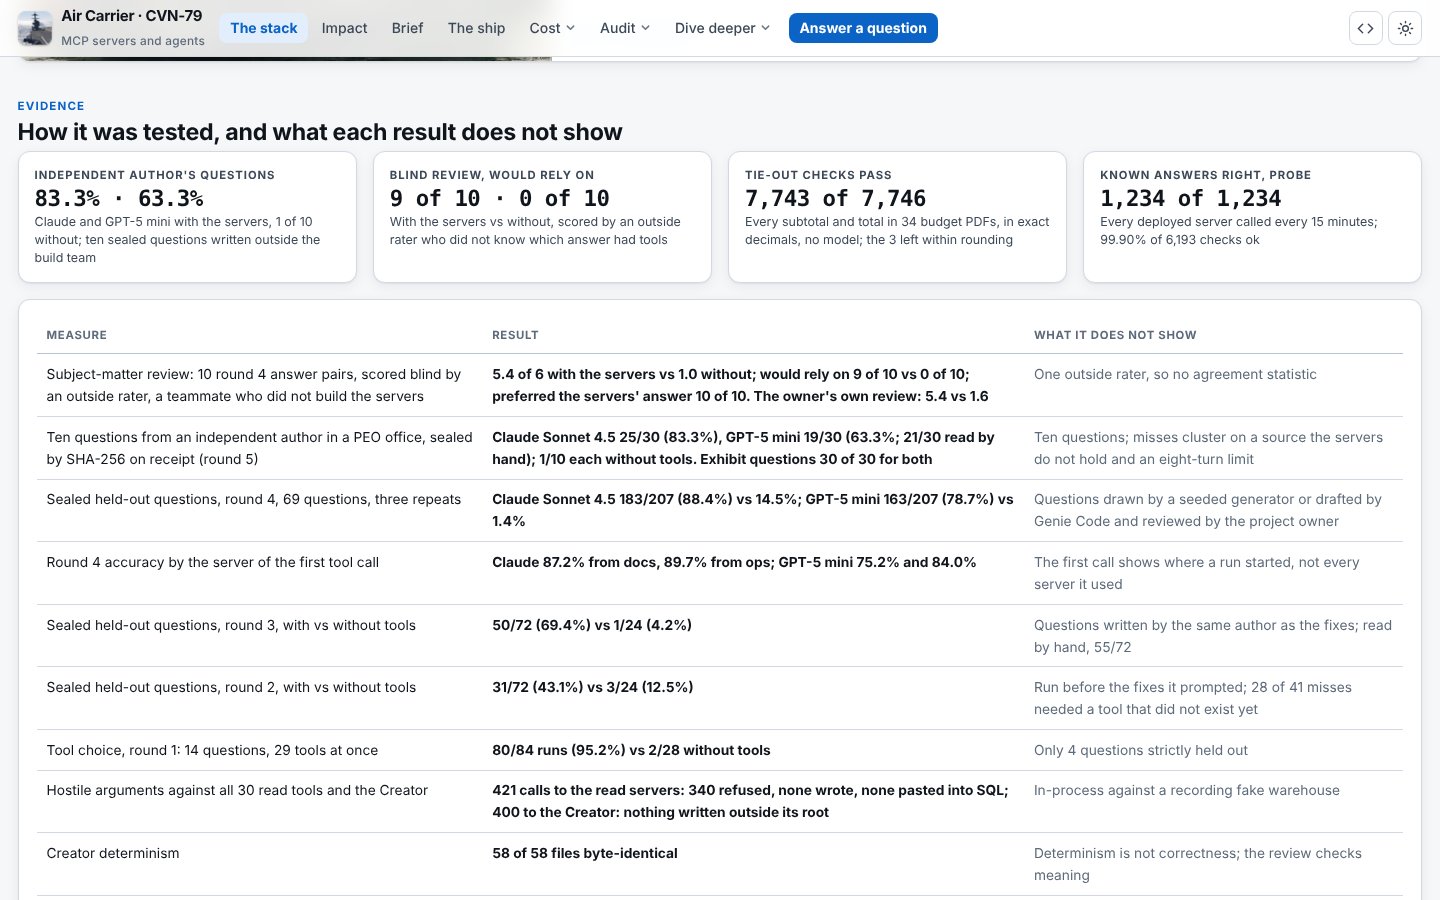 Air Carrier · CVN-79
MCP servers and agents
The stack
Impact
Brief
The ship
Cost
Audit
Dive deeper
Answer a question
EVIDENCE
How it was tested, and what each result does not show
INDEPENDENT AUTHOR'S QUESTIONS
83.3% · 63.3%
Claude and GPT-5 mini with the servers, 1 of 10
without; ten sealed questions written outside the
build team
BLIND REVIEW, WOULD RELY ON
9 of 10 · 0 of 10
With the servers vs without, scored by an outside
rater who did not know which answer had tools
TIE-OUT CHECKS PASS
7,743 of 7,746
Every subtotal and total in 34 budget PDFs, in exact
decimals, no model; the 3 left within rounding
KNOWN ANSWERS RIGHT, PROBE
1,234 of 1,234
Every deployed server called every 15 minutes;
99.90% of 6,193 checks ok
MEASURE
RESULT
WHAT IT DOES NOT SHOW
Subject-matter review: 10 round 4 answer pairs, scored blind by
an outside rater, a teammate who did not build the servers
5.4 of 6 with the servers vs 1.0 without; would rely on 9 of 10 vs 0 of 10;
preferred the servers' answer 10 of 10. The owner's own review: 5.4 vs 1.6
One outside rater, so no agreement statistic
Ten questions from an independent author in a PEO office, sealed
by SHA-256 on receipt (round 5)
Claude Sonnet 4.5 25/30 (83.3%), GPT-5 mini 19/30 (63.3%; 21/30 read by
hand); 1/10 each without tools. Exhibit questions 30 of 30 for both
Ten questions; misses cluster on a source the servers
do not hold and an eight-turn limit
Sealed held-out questions, round 4, 69 questions, three repeats
Claude Sonnet 4.5 183/207 (88.4%) vs 14.5%; GPT-5 mini 163/207 (78.7%) vs
1.4%
Questions drawn by a seeded generator or drafted by
Genie Code and reviewed by the project owner
Round 4 accuracy by the server of the first tool call
Claude 87.2% from docs, 89.7% from ops; GPT-5 mini 75.2% and 84.0%
The first call shows where a run started, not every
server it used
Sealed held-out questions, round 3, with vs without tools
50/72 (69.4%) vs 1/24 (4.2%)
Questions written by the same author as the fixes; read
by hand, 55/72
Sealed held-out questions, round 2, with vs without tools
31/72 (43.1%) vs 3/24 (12.5%)
Run before the fixes it prompted; 28 of 41 misses
needed a tool that did not exist yet
Tool choice, round 1: 14 questions, 29 tools at once
80/84 runs (95.2%) vs 2/28 without tools
Only 4 questions strictly held out
Hostile arguments against all 30 read tools and the Creator
421 calls to the read servers: 340 refused, none wrote, none pasted into SQL;
400 to the Creator: nothing written outside its root
In-process against a recording fake warehouse
Creator determinism
58 of 58 files byte-identical
Determinism is not correctness; the review checks
meaning